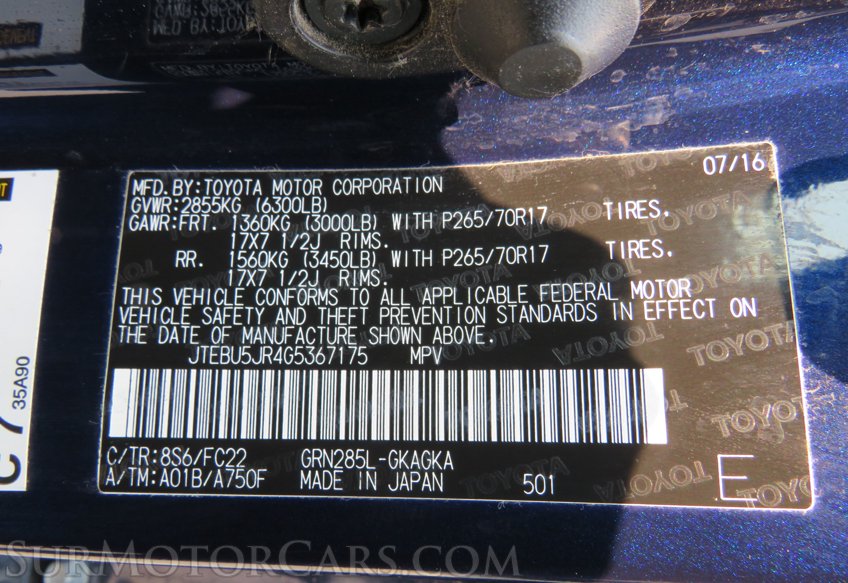 07/16
MFD. BY: TOYOTA MOTOR CORPORATION
GVWR: 2855KG (6300LB)
GAWR: FRT. 1360KG (3000LB) WITH P265/70R17 TIRES.
17X7 1/2J RIMS.
RR. 1560KG (3450LB) WITH P265/70R17 TIRES.
17X7 1/2J RIMS.
THIS VEHICLE CONFORMS TO ALL APPLICABLE FEDERAL MOTOR
VEHICLE SAFETY AND THEFT PREVENTION STANDARDS IN EFFECT ON
THE DATE OF MANUFACTURE SHOWN ABOVE.
JTEBU5JR4G5367175 MPV
C/TR: 8S6/FC22 GRN285L-GKAGKA
A/TM: A01B/A750F MADE IN JAPAN 501 E
35A90
TOYOTA
SurMotorCars.com